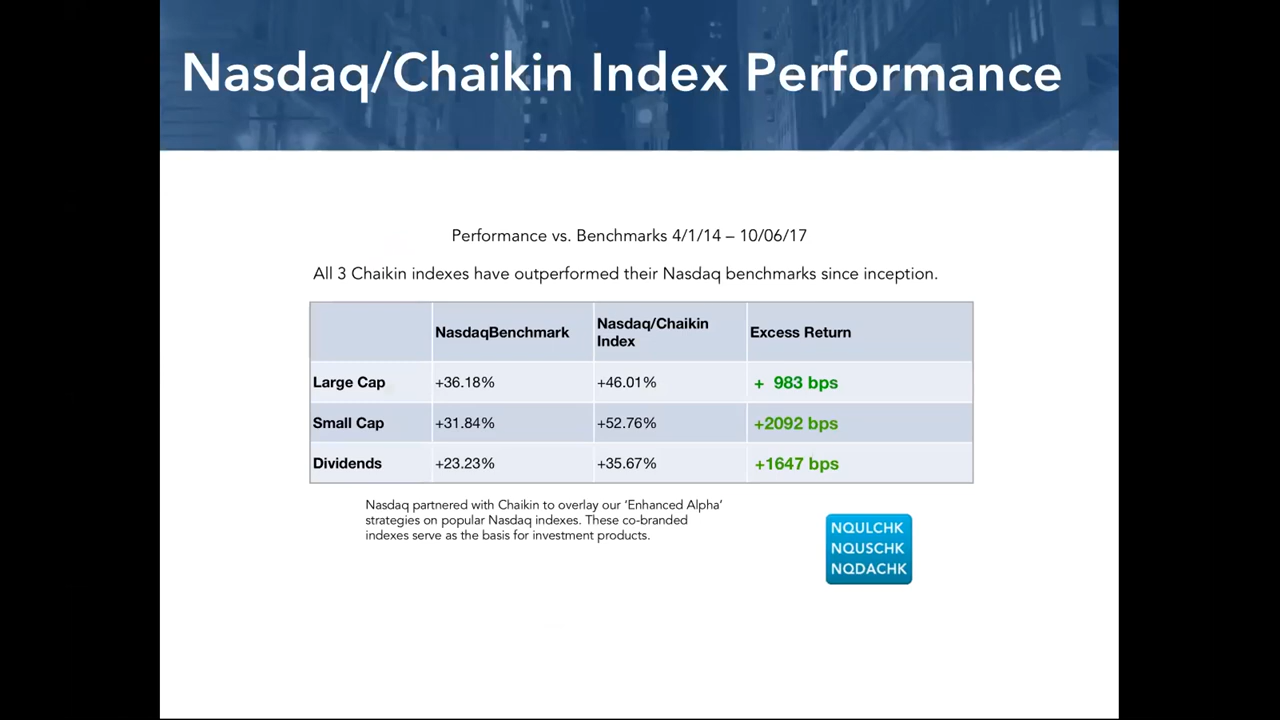 Nasdaq/Chaikin Index Performance
Performance vs. Benchmarks 4/1/14 – 10/06/17
All 3 Chaikin indexes have outperformed their Nasdaq benchmarks since inception.
NasdaqBenchmark Nasdaq/Chaikin Index Excess Return
Large Cap +36.18% +46.01% + 983 bps
Small Cap +31.84% +52.76% +2092 bps
Dividends +23.23% +35.67% +1647 bps
Nasdaq partnered with Chaikin to overlay our ‘Enhanced Alpha’
strategies on popular Nasdaq indexes. These co-branded
indexes serve as the basis for investment products.
NQULCHK
NQUSCHK
NQDACHK